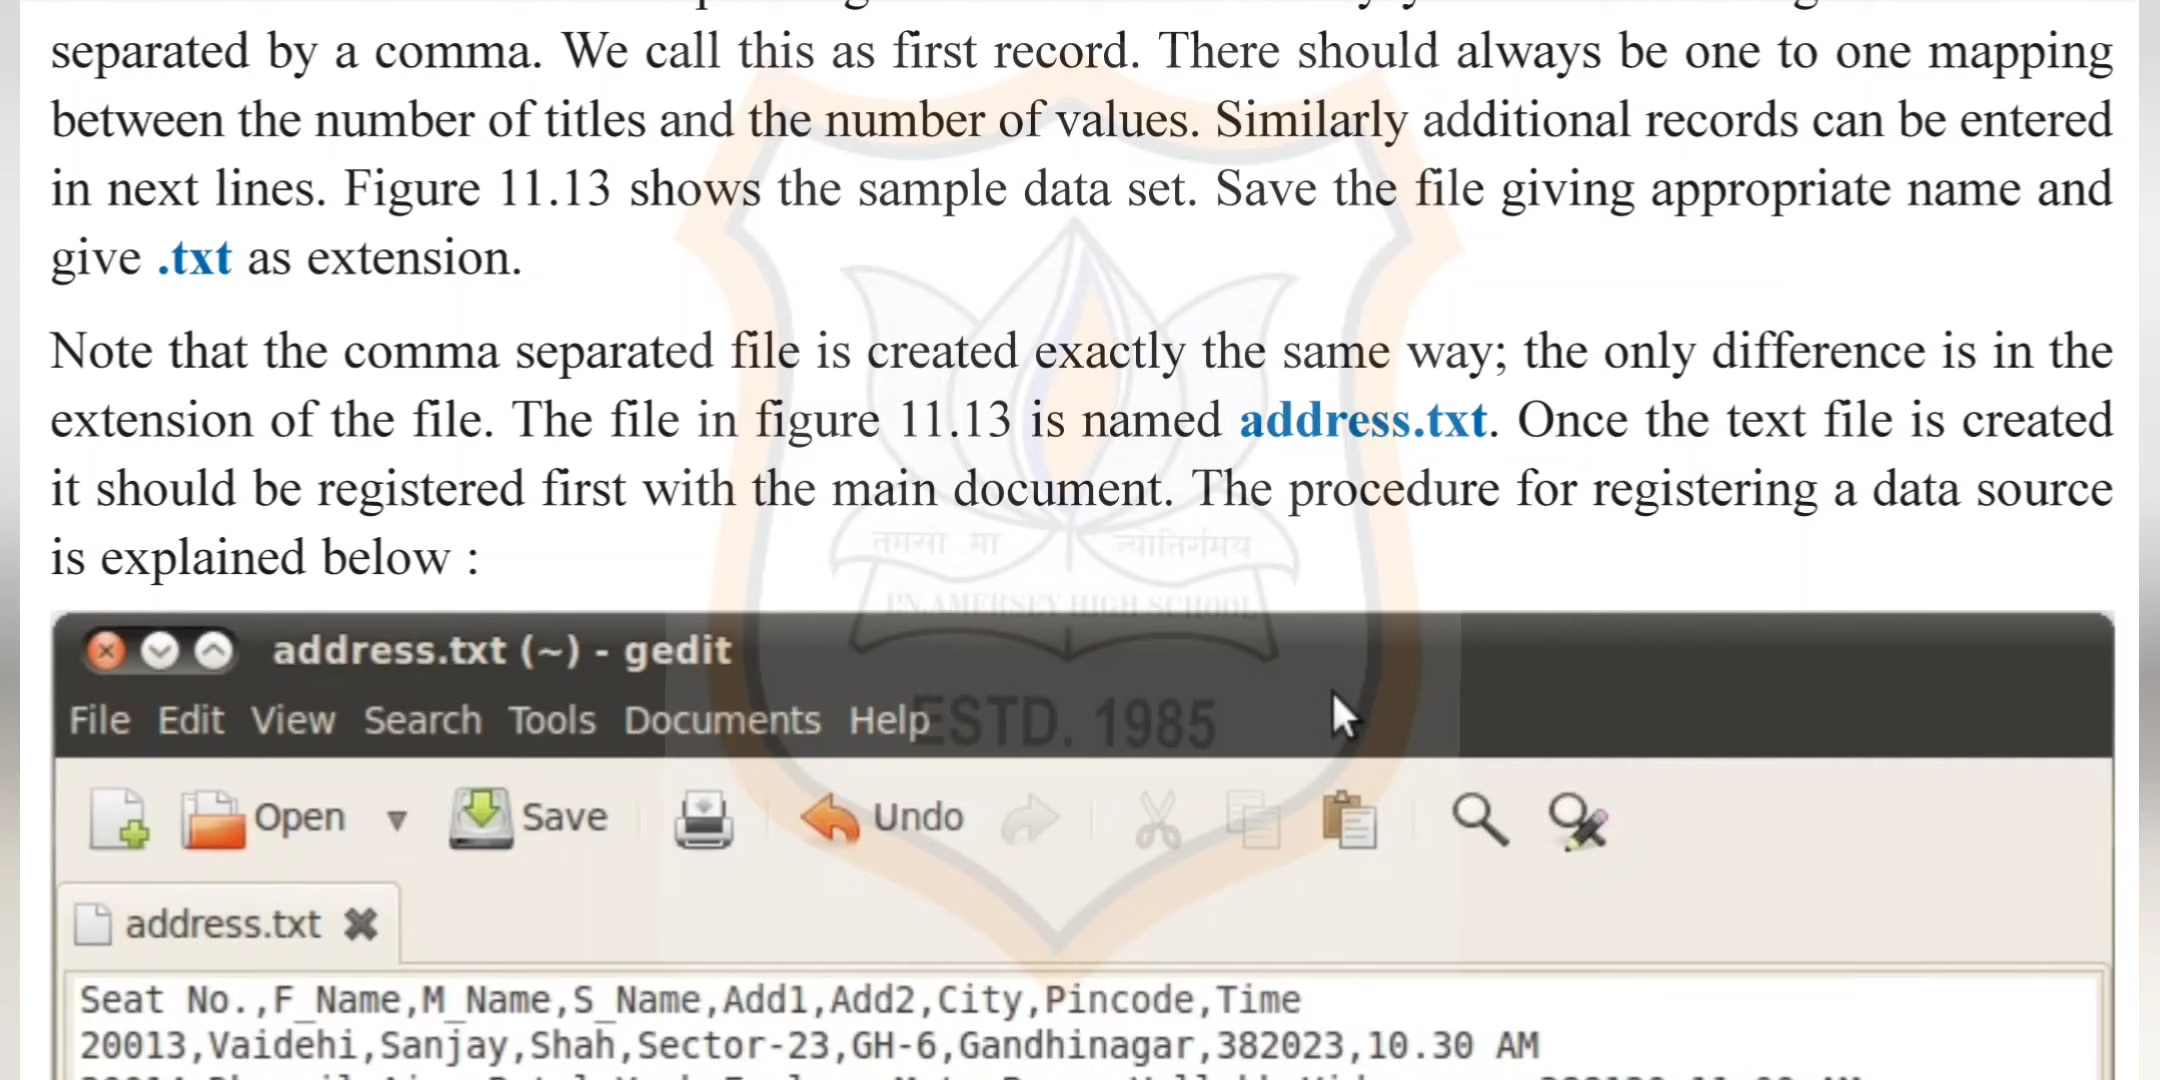 separated by a comma. We call this as first record. There should always be one to one mapping
between the number of titles and the number of values. Similarly additional records can be entered
in next lines. Figure 11.13 shows the sample data set. Save the file giving appropriate name and
give .txt as extension.
Note that the comma separated file is created exactly the same way; the only difference is in the
extension of the file. The file in figure 11.13 is named address.txt. Once the text file is created
it should be registered first with the main document. The procedure for registering a data source
is explained below :
तमसो मा ज्योतिर्गमय
P.N.AMERSEY HIGH SCHOOL
address.txt (~) - gedit
File Edit View Search Tools Documents Help
ESTD. 1985
Open Save Undo
address.txt
Seat No.,F_Name,M_Name,S_Name,Add1,Add2,City,Pincode,Time
20013,Vaidehi,Sanjay,Shah,Sector-23,GH-6,Gandhinagar,382023,10.30 AM